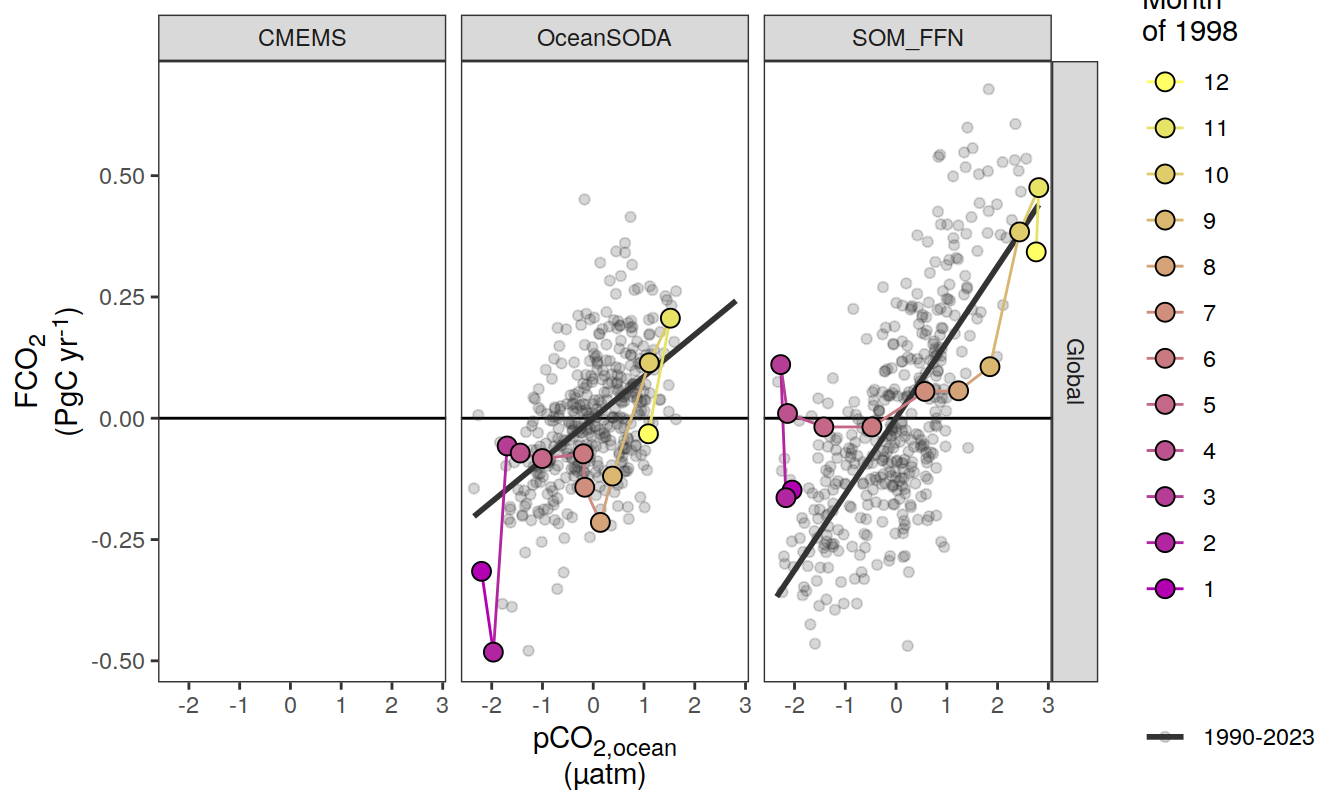 CMEMS OceanSODA SOM_FFN
Month
of 1998
12
11
10
9
8
7
6
5
4
3
2
1
1990-2023
Global
FCO₂
(PgC yr⁻¹)
0.50
0.25
0.00
-0.25
-0.50
-2 -1 0 1 2 3 -2 -1 0 1 2 3 -2 -1 0 1 2 3
pCO₂,ocean
(µatm)